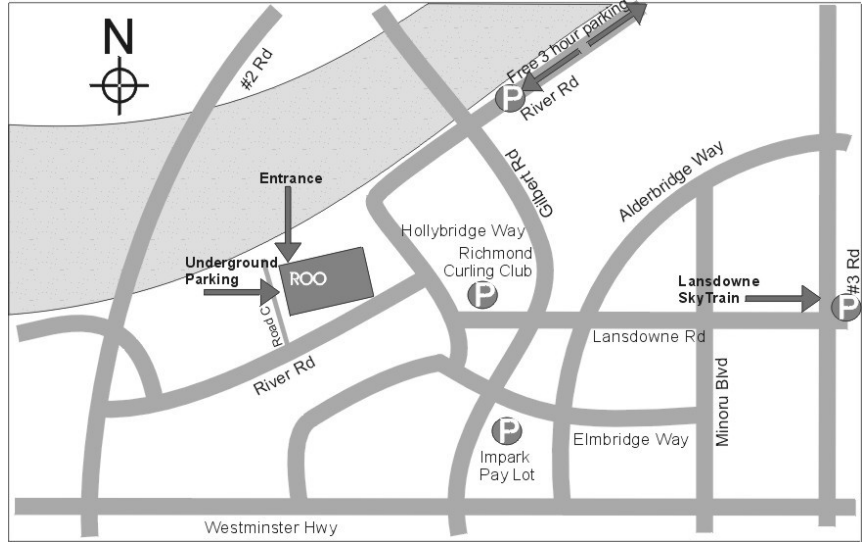 N
#2 Rd
Free 3 hour parking
P
River Rd
Gilbert Rd
Alderbridge Way
Entrance
Hollybridge Way
Richmond
Curling Club
P
Underground
Parking
ROO
Road C
River Rd
Lansdowne
SkyTrain
#3 Rd
P
Lansdowne Rd
Minoru Blvd
P
Impark
Pay Lot
Elmbridge Way
Westminster Hwy